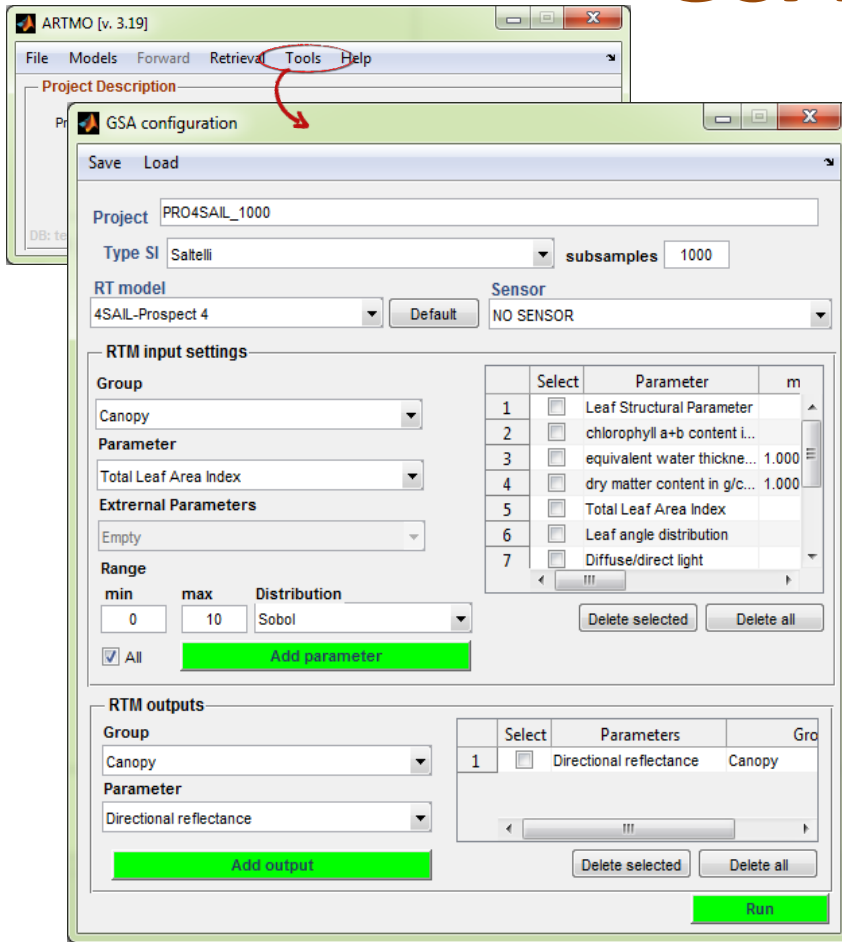 ARTMO [v. 3.19]
File Models Forward Retrieval Tools Help
Project Description
Pr
DB: te
GSA configuration
Save Load
Project PRO4SAIL_1000
Type SI Saltelli subsamples 1000
RT model Sensor
4SAIL-Prospect 4 Default NO SENSOR
RTM input settings
Group
Canopy
Parameter
Total Leaf Area Index
Extrernal Parameters
Empty
Range
min max Distribution
0 10 Sobol
All Add parameter
Select Parameter m
1 Leaf Structural Parameter
2 chlorophyll a+b content i...
3 equivalent water thickne... 1.000
4 dry matter content in g/c... 1.000
5 Total Leaf Area Index
6 Leaf angle distribution
7 Diffuse/direct light
Delete selected Delete all
RTM outputs
Group
Canopy
Parameter
Directional reflectance
Add output
Select Parameters Gro
1 Directional reflectance Canopy
Delete selected Delete all
Run